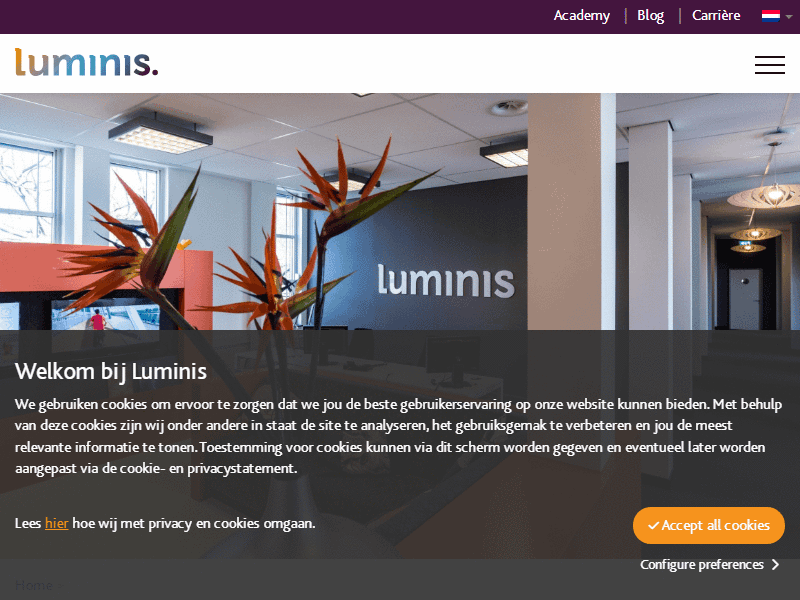 Academy
Blog
Carrière
luminis.
luminis
Welkom bij Luminis
We gebruiken cookies om ervoor te zorgen dat we jou de beste gebruikerservaring op onze website kunnen bieden. Met behulp
van deze cookies zijn wij onder andere in staat de site te analyseren, het gebruiksgemak te verbeteren en jou de meest
relevante informatie te tonen. Toestemming voor cookies kunnen via dit scherm worden gegeven en eventueel later worden
aangepast via de cookie- en privacystatement.
Lees hier hoe wij met privacy en cookies omgaan.
Accept all cookies
Configure preferences
Home